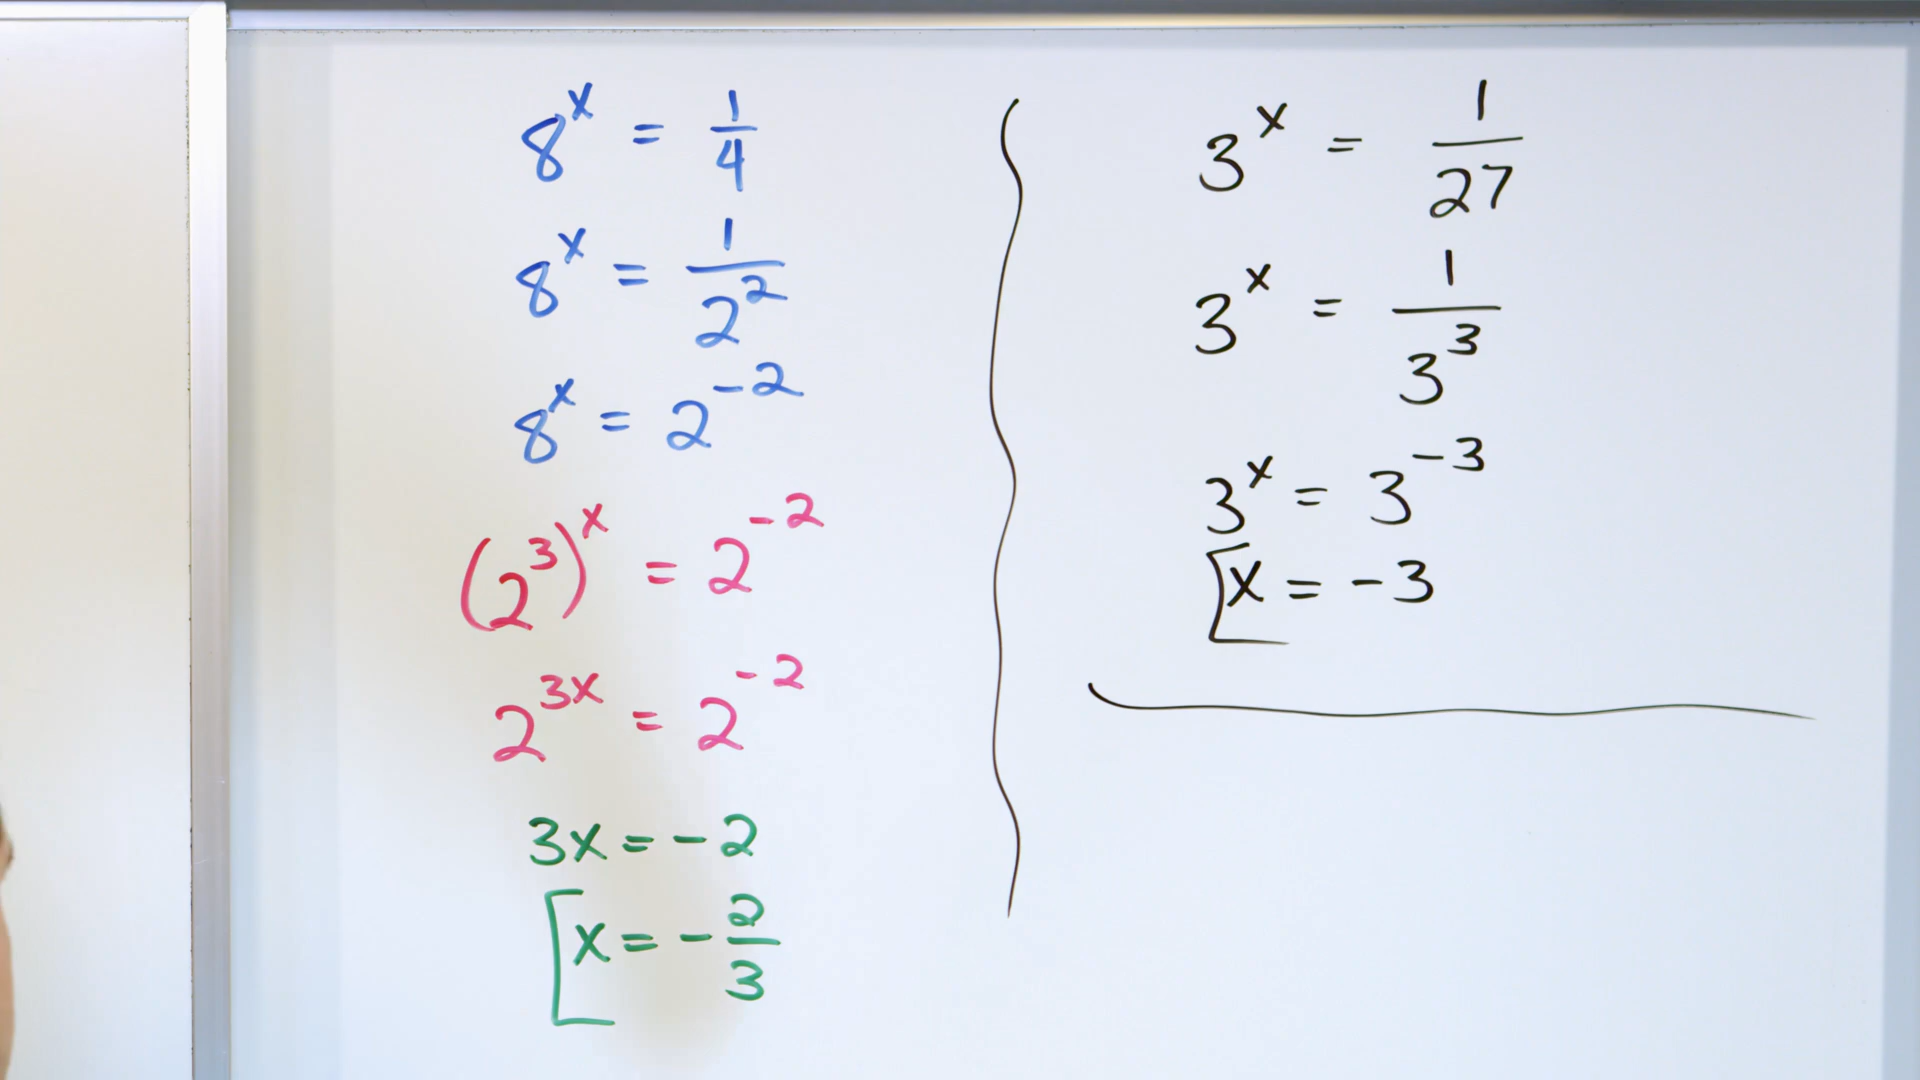 8^x = 1/4
8^x = 1/2^2
8^x = 2^-2
(2^3)^x = 2^-2
2^3x = 2^-2
3x = -2
x = -2/3
3^x = 1/27
3^x = 1/3^3
3^x = 3^-3
x = -3